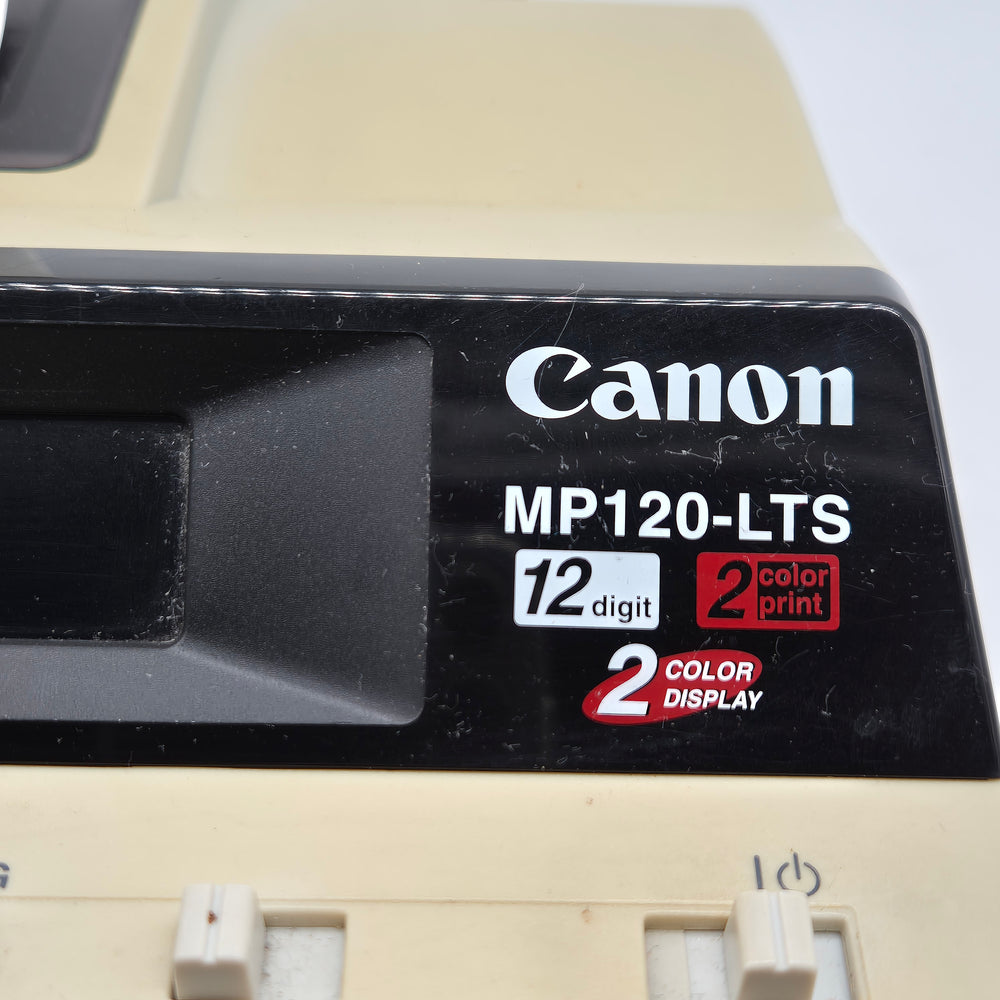 Canon
MP120-LTS
12 digit
2 color print
2 COLOR DISPLAY
G